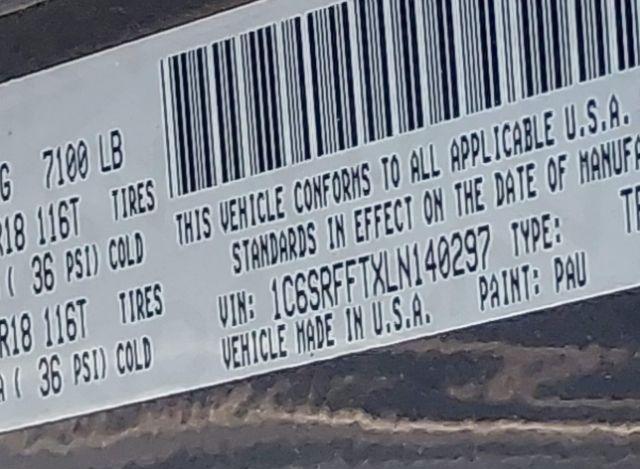 G 7100 LB
R18 116T TIRES
( 36 PSI) COLD
R18 116T TIRES
A ( 36 PSI) COLD
THIS VEHICLE CONFORMS TO ALL APPLICABLE U.S.A.
STANDARDS IN EFFECT ON THE DATE OF MANUFA
VIN: 1C6SRFFTXLN140297 TYPE: TR
VEHICLE MADE IN U.S.A. PAINT: PAU